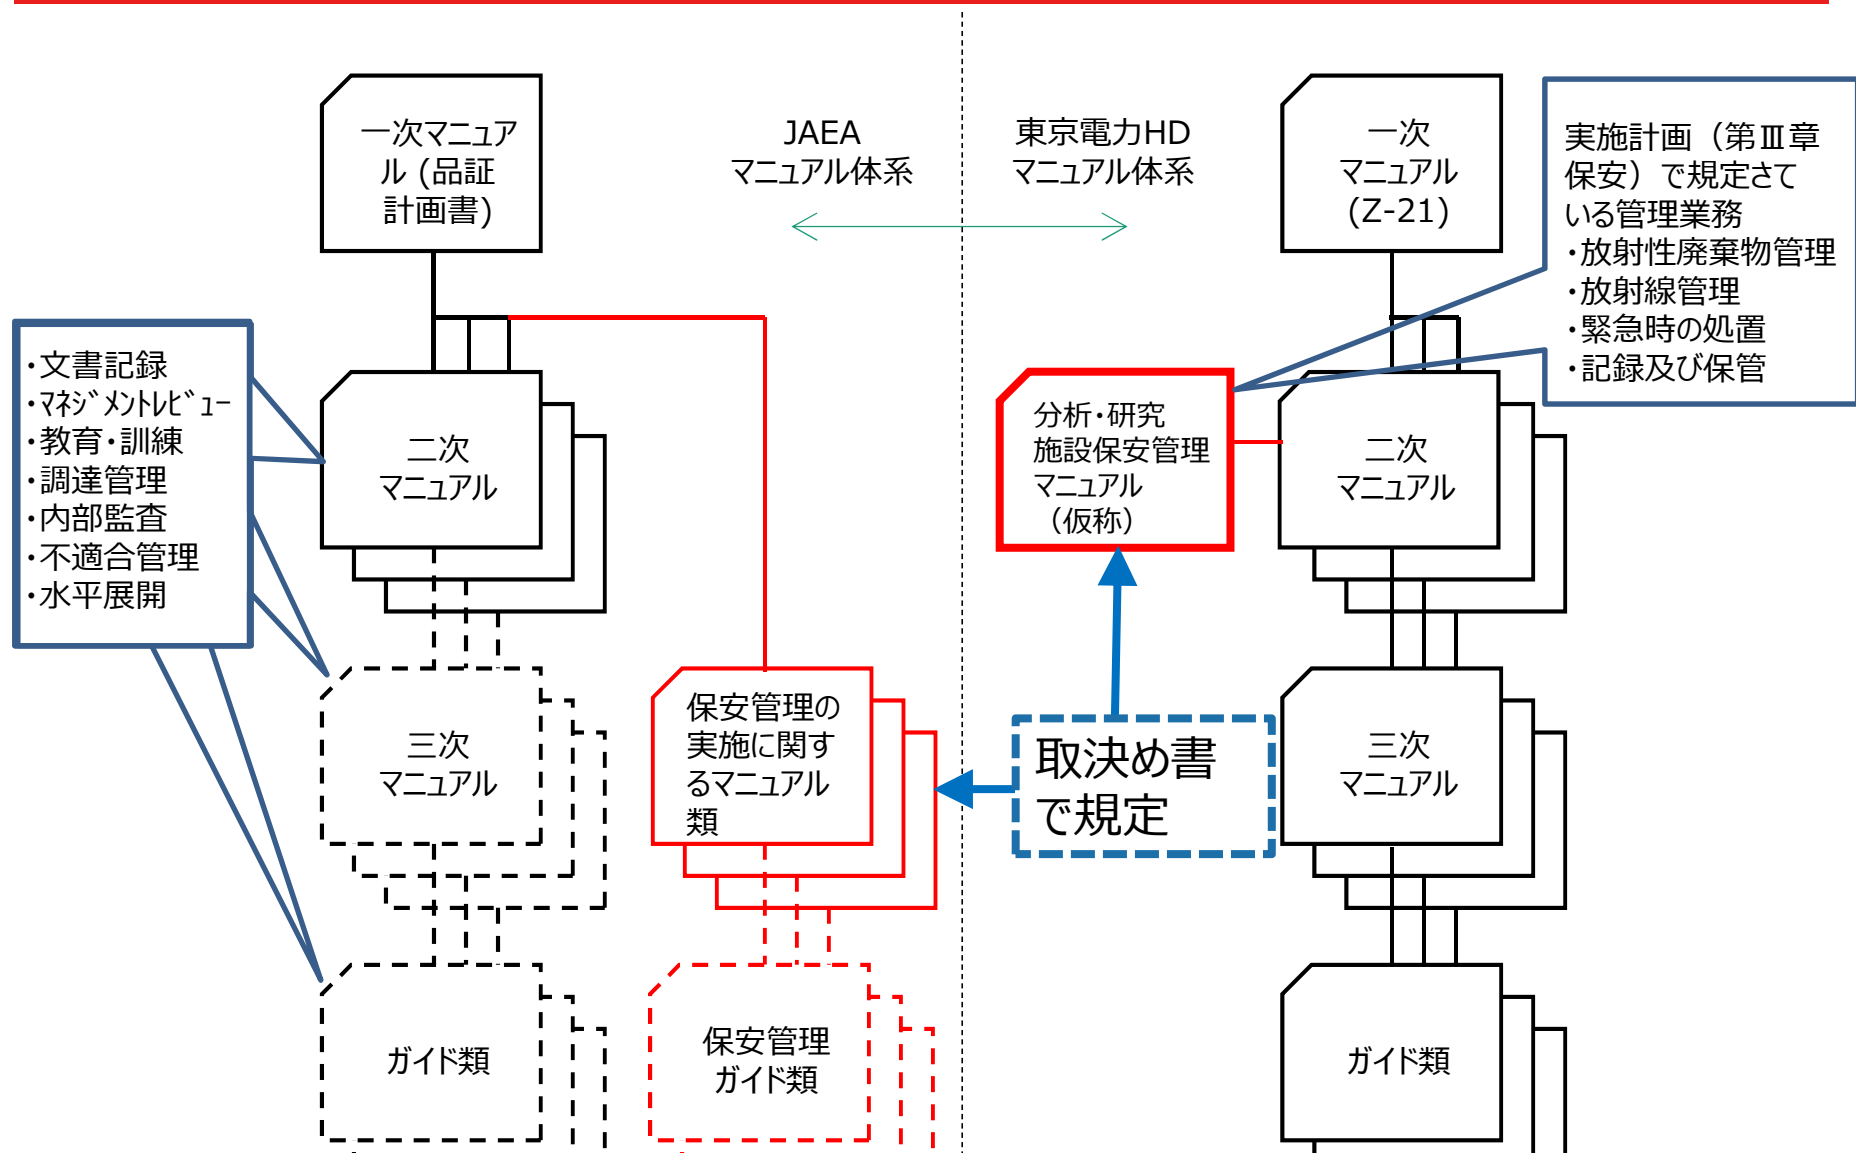 一次マニュア
ル (品証
計画書)
JAEA
マニュアル体系
東京電力HD
マニュアル体系
一次
マニュアル
(Z-21)
実施計画（第Ⅲ章
保安）で規定さて
いる管理業務
・放射性廃棄物管理
・放射線管理
・緊急時の処置
・記録及び保管
・文書記録
・ﾏﾈｼﾞﾒﾝﾄﾚﾋﾞｭｰ
・教育・訓練
・調達管理
・内部監査
・不適合管理
・水平展開
二次
マニュアル
分析・研究
施設保安管理
マニュアル
（仮称）
二次
マニュアル
三次
マニュアル
保安管理の
実施に関す
るマニュアル
類
取決め書
で規定
三次
マニュアル
ガイド類
保安管理
ガイド類
ガイド類